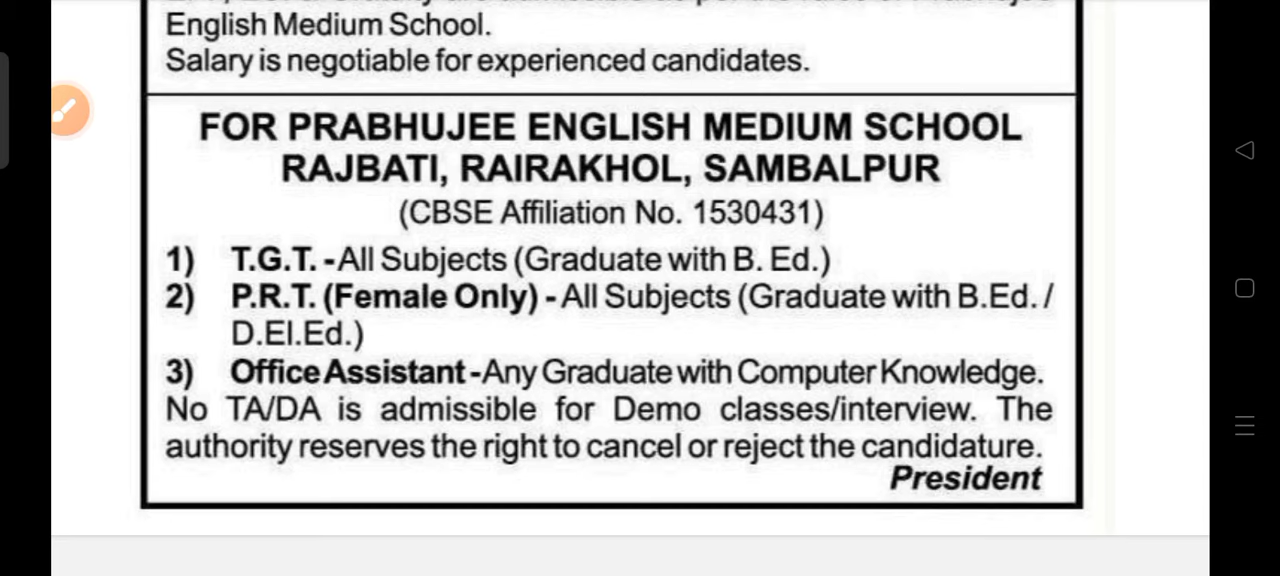 English Medium School.
Salary is negotiable for experienced candidates.
FOR PRABHUJEE ENGLISH MEDIUM SCHOOL
RAJBATI, RAIRAKHOL, SAMBALPUR
(CBSE Affiliation No. 1530431)
1) T.G.T. -All Subjects (Graduate with B. Ed.)
2) P.R.T. (Female Only) - All Subjects (Graduate with B.Ed. /
D.El.Ed.)
3) Office Assistant -Any Graduate with Computer Knowledge.
No TA/DA is admissible for Demo classes/interview. The
authority reserves the right to cancel or reject the candidature.
President